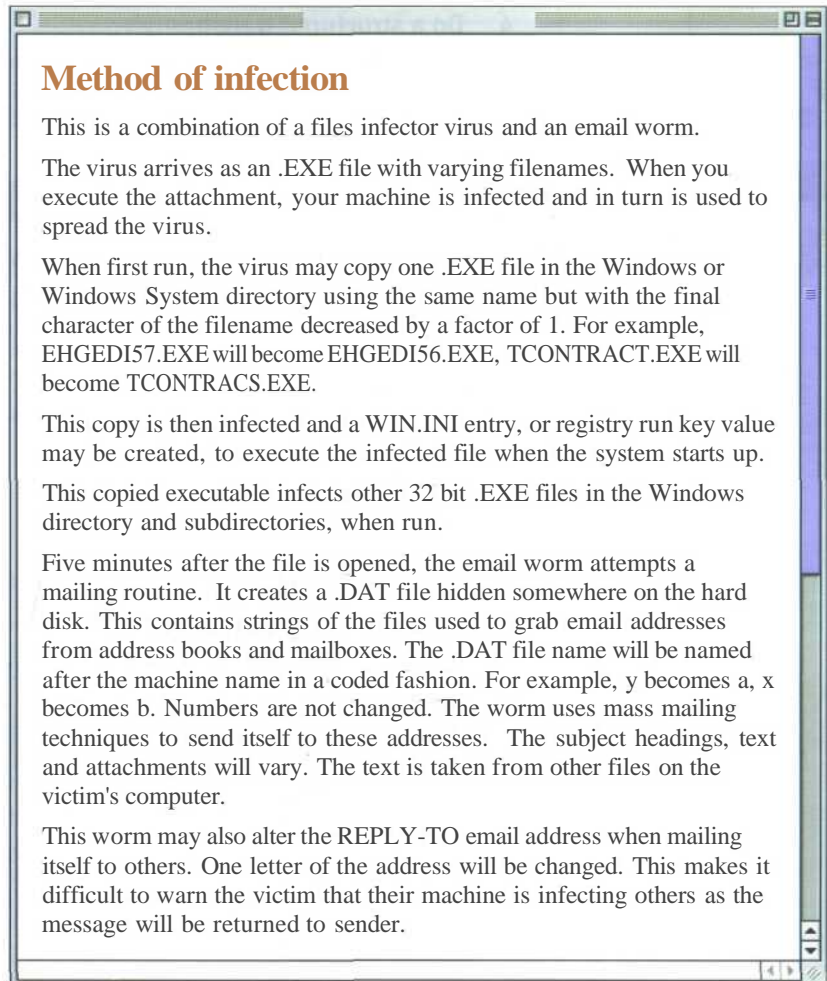 Method of infection
This is a combination of a files infector virus and an email worm.
The virus arrives as an .EXE file with varying filenames. When you
execute the attachment, your machine is infected and in turn is used to
spread the virus.
When first run, the virus may copy one .EXE file in the Windows or
Windows System directory using the same name but with the final
character of the filename decreased by a factor of 1. For example,
EHGEDI57.EXE will become EHGEDI56.EXE, TCONTRACT.EXE will
become TCONTRACS.EXE.
This copy is then infected and a WIN.INI entry, or registry run key value
may be created, to execute the infected file when the system starts up.
This copied executable infects other 32 bit .EXE files in the Windows
directory and subdirectories, when run.
Five minutes after the file is opened, the email worm attempts a
mailing routine. It creates a .DAT file hidden somewhere on the hard
disk. This contains strings of the files used to grab email addresses
from address books and mailboxes. The .DAT file name will be named
after the machine name in a coded fashion. For example, y becomes a, x
becomes b. Numbers are not changed. The worm uses mass mailing
techniques to send itself to these addresses. The subject headings, text
and attachments will vary. The text is taken from other files on the
victim's computer.
This worm may also alter the REPLY-TO email address when mailing
itself to others. One letter of the address will be changed. This makes it
difficult to warn the victim that their machine is infecting others as the
message will be returned to sender.